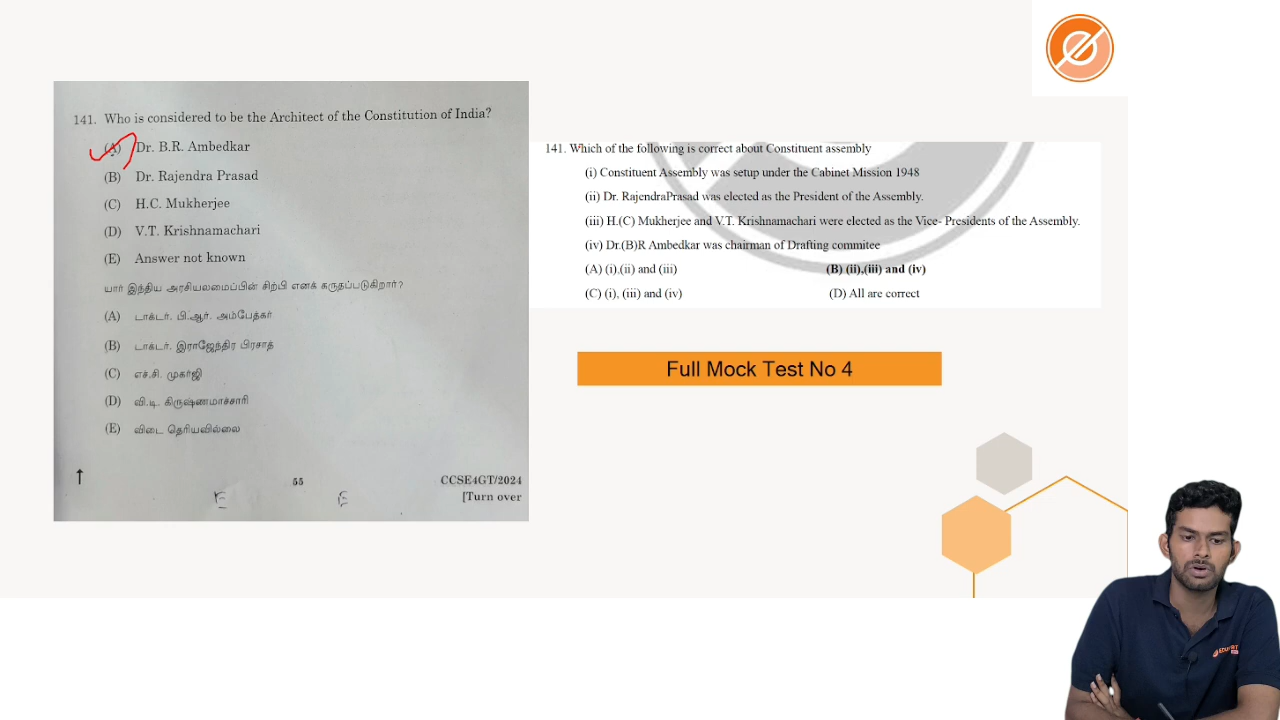 141. Who is considered to be the Architect of the Constitution of India?
(A) Dr. B.R. Ambedkar
(B) Dr. Rajendra Prasad
(C) H.C. Mukherjee
(D) V.T. Krishnamachari
(E) Answer not known
யார் இந்திய அரசியலமைப்பின் சிற்பி எனக் கருதப்படுகிறார்?
(A) டாக்டர். பி.ஆர். அம்பேத்கர்
(B) டாக்டர். இராஜேந்திர பிரசாத்
(C) எச்.சி. முகர்ஜி
(D) வி.டி. கிருஷ்ணமாச்சாரி
(E) விடை தெரியவில்லை
55
CCSE4GT/2024
[Turn over
E E
141. Which of the following is correct about Constituent assembly
(i) Constituent Assembly was setup under the Cabinet Mission 1948
(ii) Dr. RajendraPrasad was elected as the President of the Assembly.
(iii) H.(C) Mukherjee and V.T. Krishnamachari were elected as the Vice- Presidents of the Assembly.
(iv) Dr.(B)R Ambedkar was chairman of Drafting commitee
(A) (i),(ii) and (iii) (B) (ii),(iii) and (iv)
(C) (i), (iii) and (iv) (D) All are correct
Full Mock Test No 4